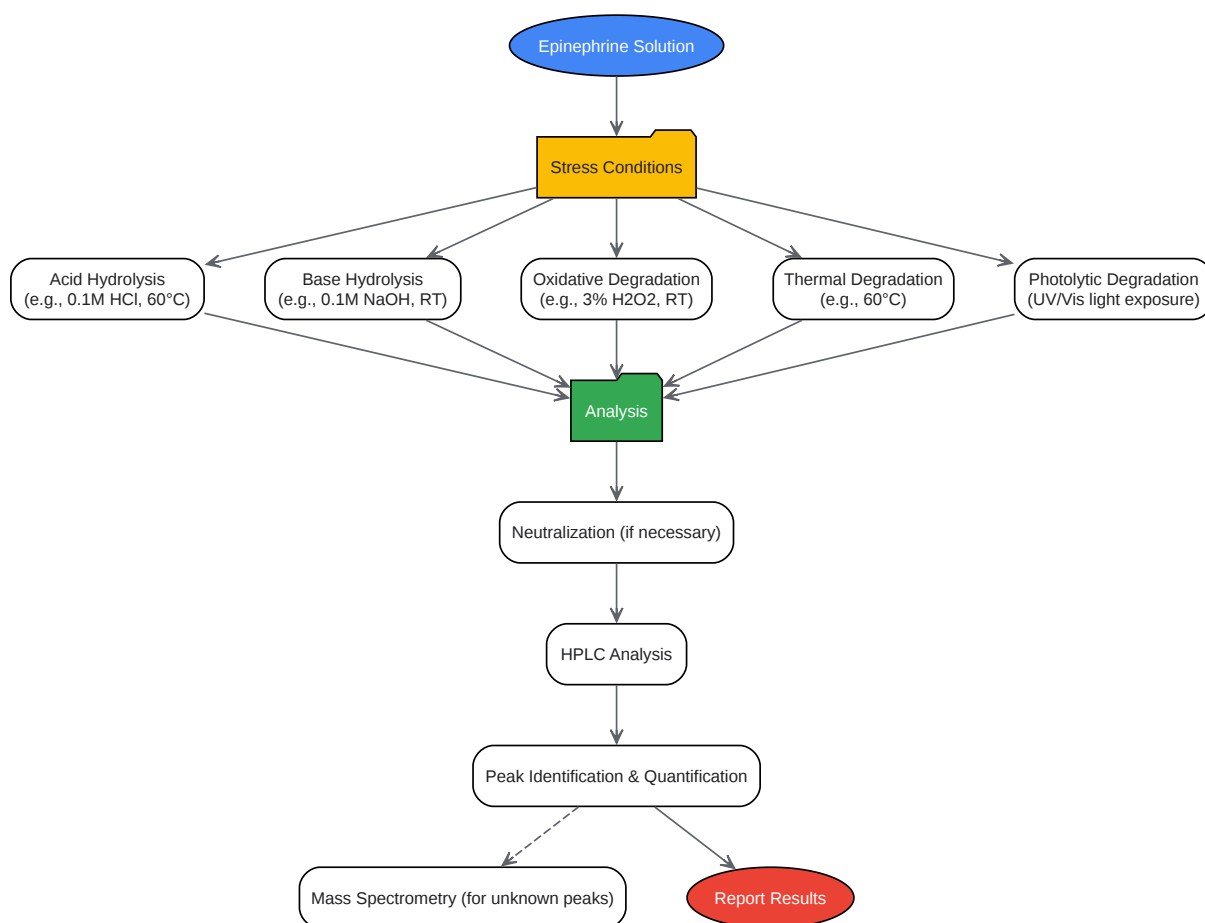 Epinephrine Solution
Stress Conditions
Acid Hydrolysis
(e.g., 0.1M HCl, 60°C)
Base Hydrolysis
(e.g., 0.1M NaOH, RT)
Oxidative Degradation
(e.g., 3% H2O2, RT)
Thermal Degradation
(e.g., 60°C)
Photolytic Degradation
(UV/Vis light exposure)
Analysis
Neutralization (if necessary)
HPLC Analysis
Peak Identification & Quantification
Mass Spectrometry (for unknown peaks)
Report Results